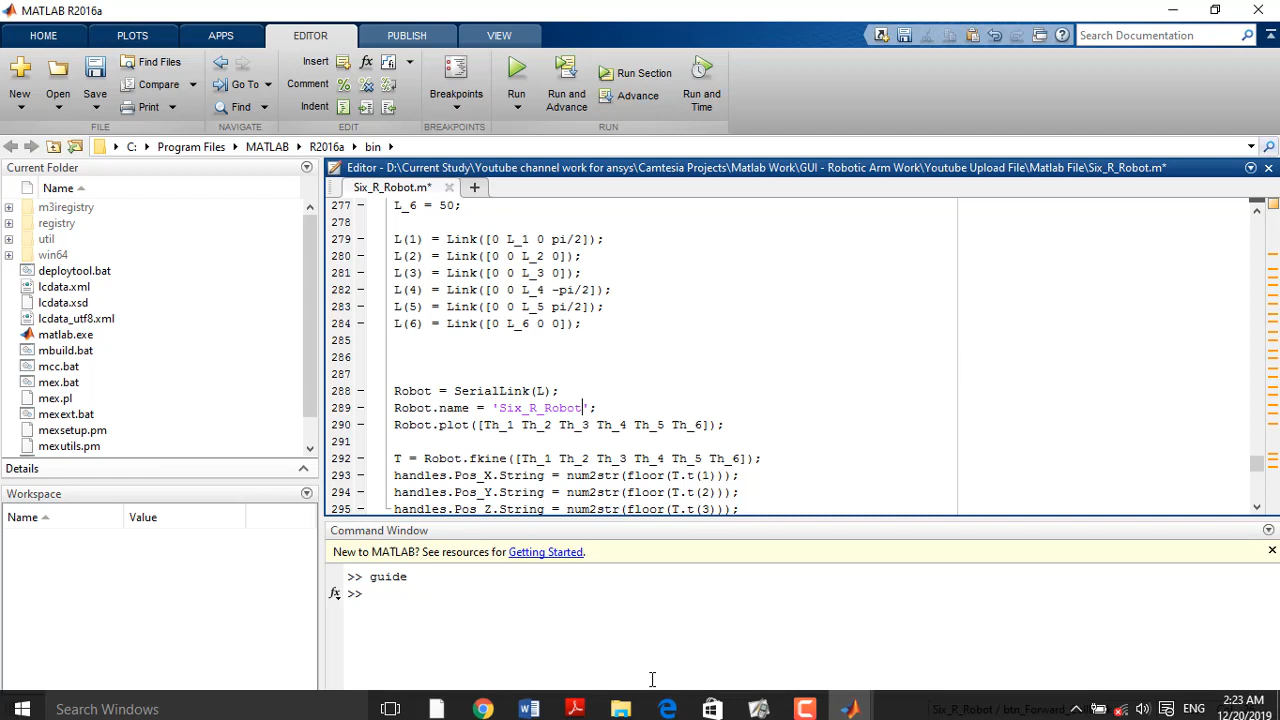 MATLAB R2016a
HOME PLOTS APPS EDITOR PUBLISH VIEW
Search Documentation
New Open Save
Find Files
Compare
Print
Go To
Find
Insert
Comment
Indent
Breakpoints
Run
Run and Advance
Run Section
Advance
Run and Time
FILE NAVIGATE EDIT BREAKPOINTS RUN
C: Program Files MATLAB R2016a bin
Current Folder
Name
m3iregistry
registry
util
win64
deploytool.bat
lcdata.xml
lcdata.xsd
lcdata_utf8.xml
matlab.exe
mbuild.bat
mcc.bat
mex.bat
mex.pl
mexext.bat
mexsetup.pm
mexutils.pm
Details
Workspace
Name Value
Editor - D:\Current Study\Youtube channel work for ansys\Camtesia Projects\Matlab Work\GUI - Robotic Arm Work\Youtube Upload File\Matlab File\Six_R_Robot.m*
Six_R_Robot.m*
277 L_6 = 50;
278
279 L(1) = Link([0 L_1 0 pi/2]);
280 L(2) = Link([0 0 L_2 0]);
281 L(3) = Link([0 0 L_3 0]);
282 L(4) = Link([0 0 L_4 -pi/2]);
283 L(5) = Link([0 0 L_5 pi/2]);
284 L(6) = Link([0 L_6 0 0]);
285
286
287
288 Robot = SerialLink(L);
289 Robot.name = 'Six_R_Robot';
290 Robot.plot([Th_1 Th_2 Th_3 Th_4 Th_5 Th_6]);
291
292 T = Robot.fkine([Th_1 Th_2 Th_3 Th_4 Th_5 Th_6]);
293 handles.Pos_X.String = num2str(floor(T.t(1)));
294 handles.Pos_Y.String = num2str(floor(T.t(2)));
295 handles.Pos_Z.String = num2str(floor(T.t(3)));
Command Window
New to MATLAB? See resources for Getting Started.
>> guide
fx >>
Search Windows
ENG
2:23 AM
12/20/2019